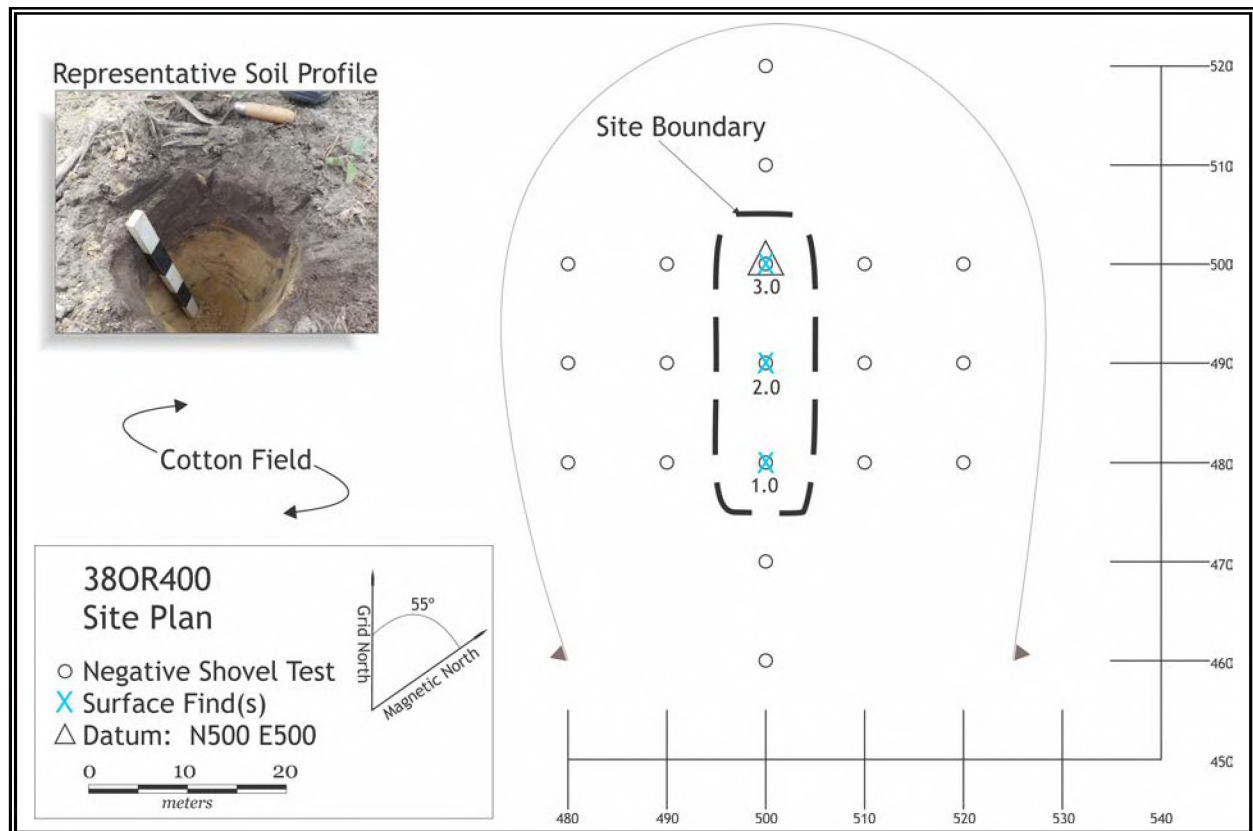 Representative Soil Profile
Site Boundary
3.0
2.0
1.0
Cotton Field
520
510
500
490
480
470
460
450
480
490
500
510
520
530
540
38OR400
Site Plan
Negative Shovel Test
X Surface Find(s)
Datum: N500 E500
0 10 20
meters
55°
Grid North
Magnetic North